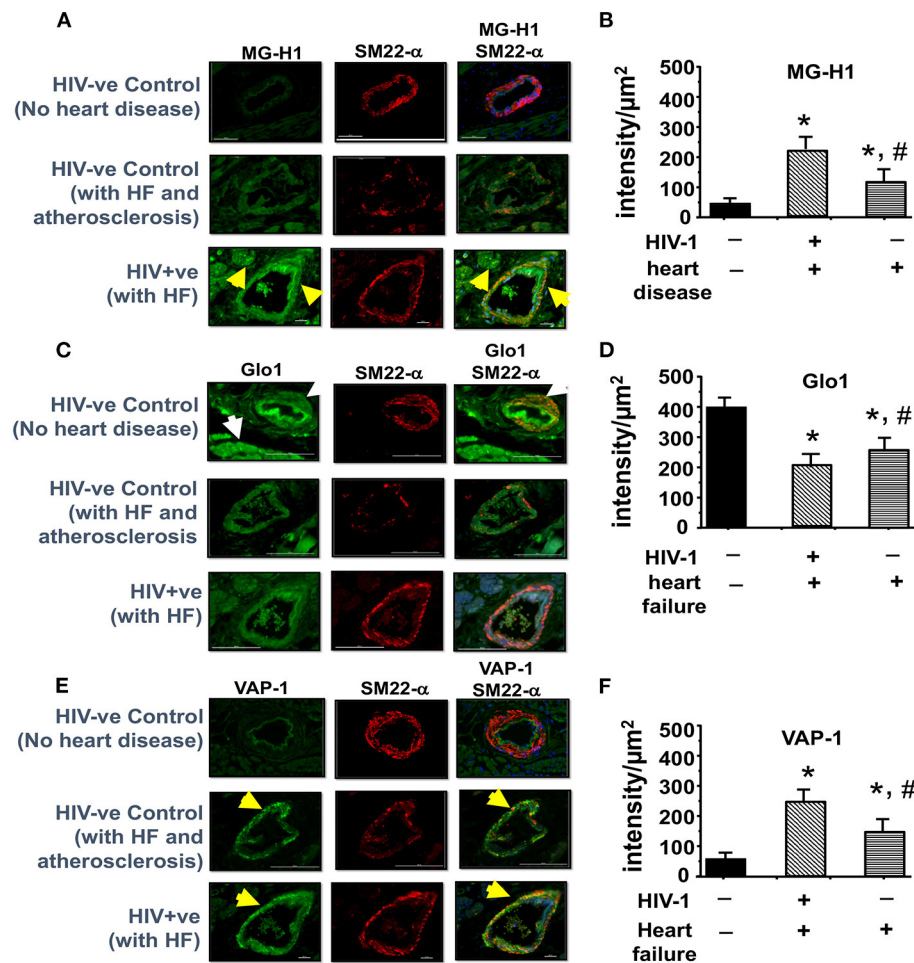 A
MG-H1
SM22-α
MG-H1
SM22-α
HIV-ve Control
(No heart disease)
HIV-ve Control
(with HF and
atherosclerosis)
HIV+ve
(with HF)
B
MG-H1
intensity/µm2
500
400
300
200
100
0
*
*, #
HIV-1 – + –
heart – + +
disease
C
Glo1
SM22-α
Glo1
SM22-α
HIV-ve Control
(No heart disease)
HIV-ve Control
(with HF and
atherosclerosis
HIV+ve
(with HF)
D
Glo1
intensity/µm2
500
400
300
200
100
0
*
*, #
HIV-1 – + –
heart – + +
failure
E
VAP-1
SM22-α
VAP-1
SM22-α
HIV-ve Control
(No heart disease)
HIV-ve Control
(with HF and
atherosclerosis)
HIV+ve
(with HF)
F
VAP-1
intensity/µm2
500
400
300
200
100
0
*
*, #
HIV-1 – + –
Heart – + +
failure